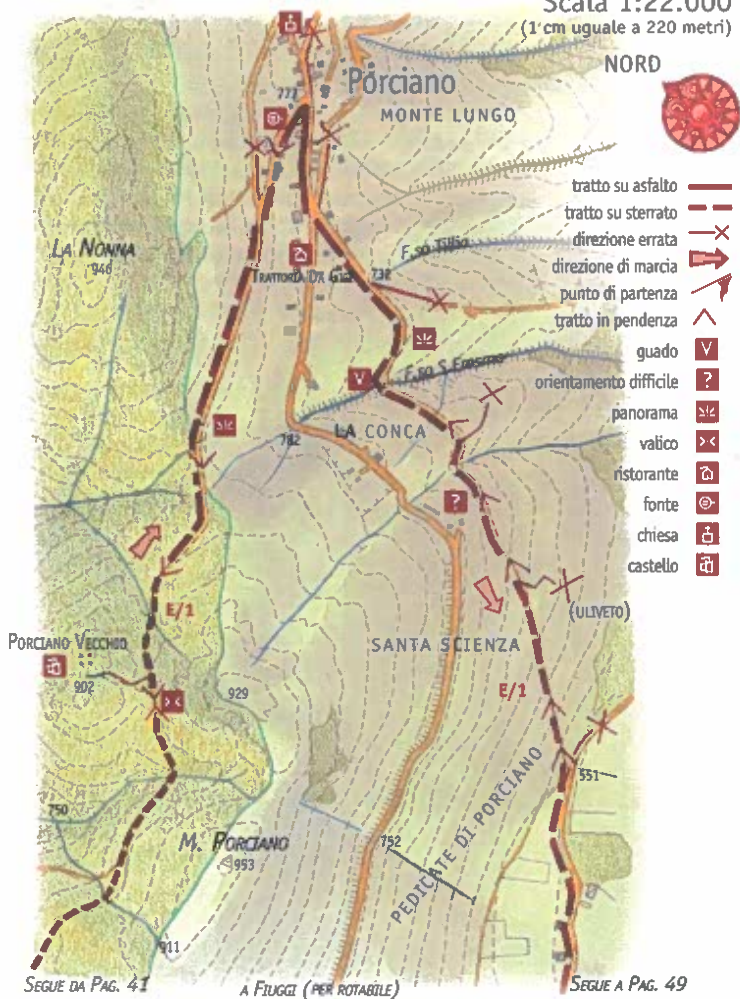 Scala 1:22.000
(1 cm uguale a 220 metri)
NORD
Porciano
777
MONTE LUNGO
tratto su asfalto
tratto su sterrato
direzione errata
direzione di marcia
punto di partenza
tratto in pendenza
guado V
orientamento difficile ?
panorama
valico
ristorante
fonte
chiesa
castello
LA NONNA
946
F.so Tillio
TRATTORIA DA GIGI
732
V
F.so S. Erasmo
LA CONCA
782
?
E/1
(ULIVETO)
PORCIANO VECCHIO
902
SANTA SCIENZA
929
E/1
551
750
M. PORCIANO
953
752
PEDICATE DI PORCIANO
911
SEGUE DA PAG. 41
A FIUGGI (PER ROTABILE)
SEGUE A PAG. 49